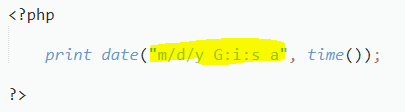 <?php
print date("m/d/y G:i:s a", time());
?>